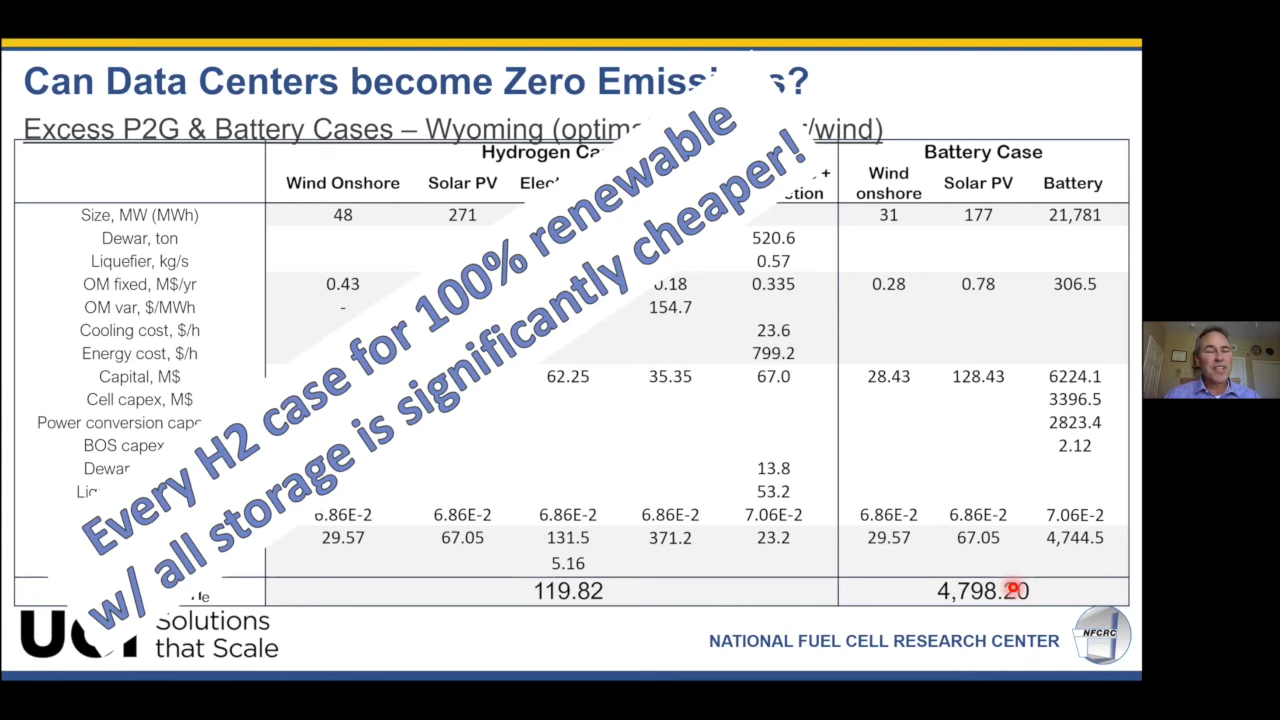 Can Data Centers become Zero
Excess P2G & Battery Cases – Wyoming
Hydrogen Battery Case
Wind Onshore Solar PV + Wind onshore Solar PV Battery
Size, MW (MWh) 48 271 31 177 21,781
Dewar, ton 520.6
Liquefier, kg/s 0.57
OM fixed, M$/yr 0.43 0.18 0.335 0.28 0.78 306.5
OM var, $/MWh - 154.7
Cooling cost, $/h 23.6
Energy cost, $/h 799.2
Capital, M$ 62.25 35.35 67.0 28.43 128.43 6224.1
Cell capex, M$ 3396.5
Power conversion 2823.4
BOS capex 2.12
Dewar 13.8
53.2
6.86E-2 6.86E-2 6.86E-2 6.86E-2 7.06E-2 6.86E-2 6.86E-2 7.06E-2
29.57 67.05 131.5 371.2 23.2 29.57 67.05 4,744.5
5.16
119.82 4,798.20
Every H2 case for 100% renewable
w/ all storage is significantly cheaper!
UCI Solutions
that Scale
NATIONAL FUEL CELL RESEARCH CENTER
NFCRC